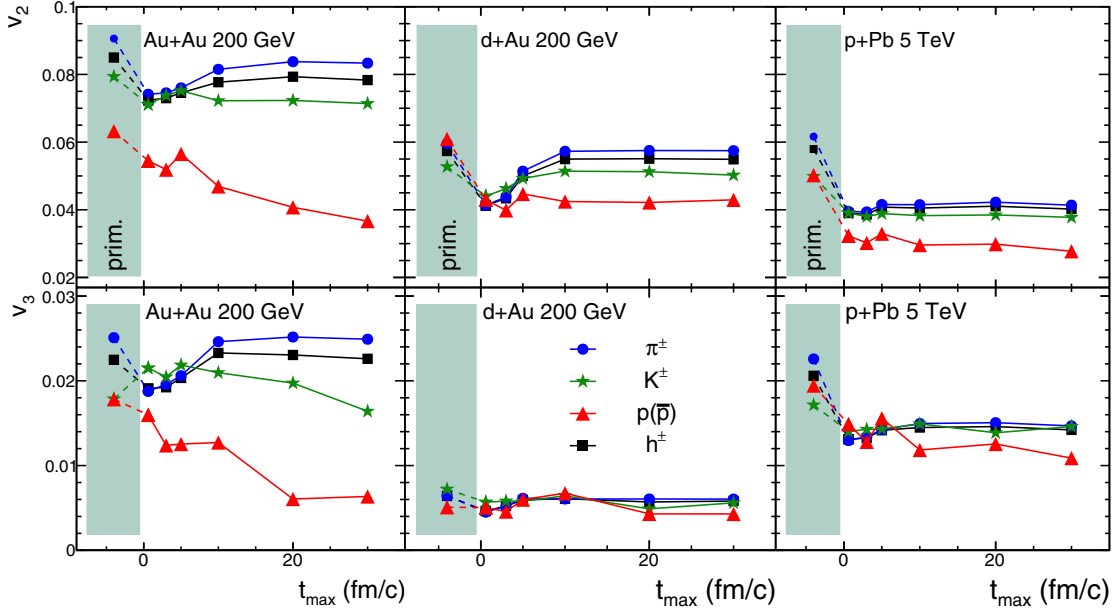 v2
0.1
0.08
0.06
0.04
0.02
Au+Au 200 GeV
prim.
d+Au 200 GeV
prim.
p+Pb 5 TeV
v3
0.03
0.02
0.01
0
Au+Au 200 GeV
d+Au 200 GeV
π±
K±
p(p̅)
h±
p+Pb 5 TeV
0 20
0 20
0 20
tmax (fm/c)
tmax (fm/c)
tmax (fm/c)